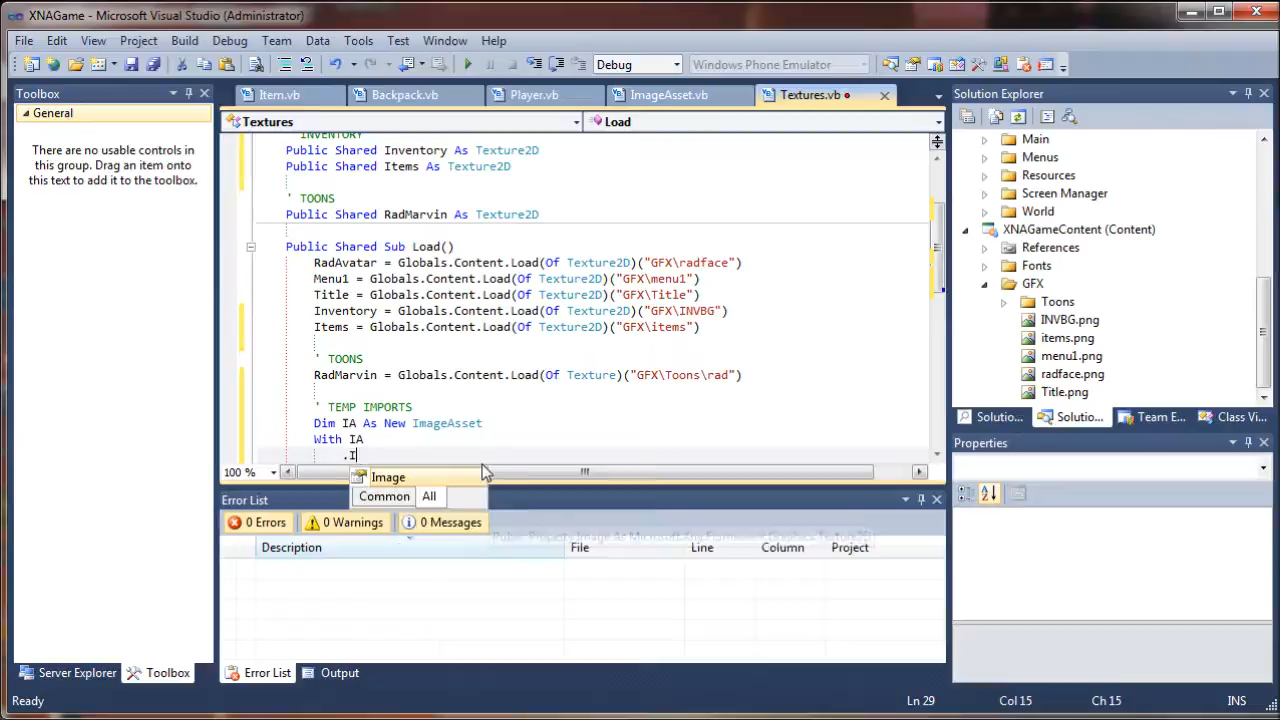 XNAGame - Microsoft Visual Studio (Administrator)
File Edit View Project Build Debug Team Data Tools Test Window Help
Debug Windows Phone Emulator
Toolbox
General
There are no usable controls in this group. Drag an item onto this text to add it to the toolbox.
Item.vb Backpack.vb Player.vb ImageAsset.vb Textures.vb
Textures Load
' INVENTORY
Public Shared Inventory As Texture2D
Public Shared Items As Texture2D
' TOONS
Public Shared RadMarvin As Texture2D
Public Shared Sub Load()
RadAvatar = Globals.Content.Load(Of Texture2D)("GFX\radface")
Menu1 = Globals.Content.Load(Of Texture2D)("GFX\menu1")
Title = Globals.Content.Load(Of Texture2D)("GFX\Title")
Inventory = Globals.Content.Load(Of Texture2D)("GFX\INVBG")
Items = Globals.Content.Load(Of Texture2D)("GFX\items")
' TOONS
RadMarvin = Globals.Content.Load(Of Texture)("GFX\Toons\rad")
' TEMP IMPORTS
Dim IA As New ImageAsset
With IA
.I
100 %
Image
Common All
Error List
0 Errors 0 Warnings 0 Messages
Description File Line Column Project
Error List Output
Server Explorer Toolbox
Solution Explorer
Main
Menus
Resources
Screen Manager
World
XNAGameContent (Content)
References
Fonts
GFX
Toons
INVBG.png
items.png
menu1.png
radface.png
Title.png
Solutio... Solutio... Team E... Class Vi...
Properties
Ready Ln 29 Col 15 Ch 15 INS